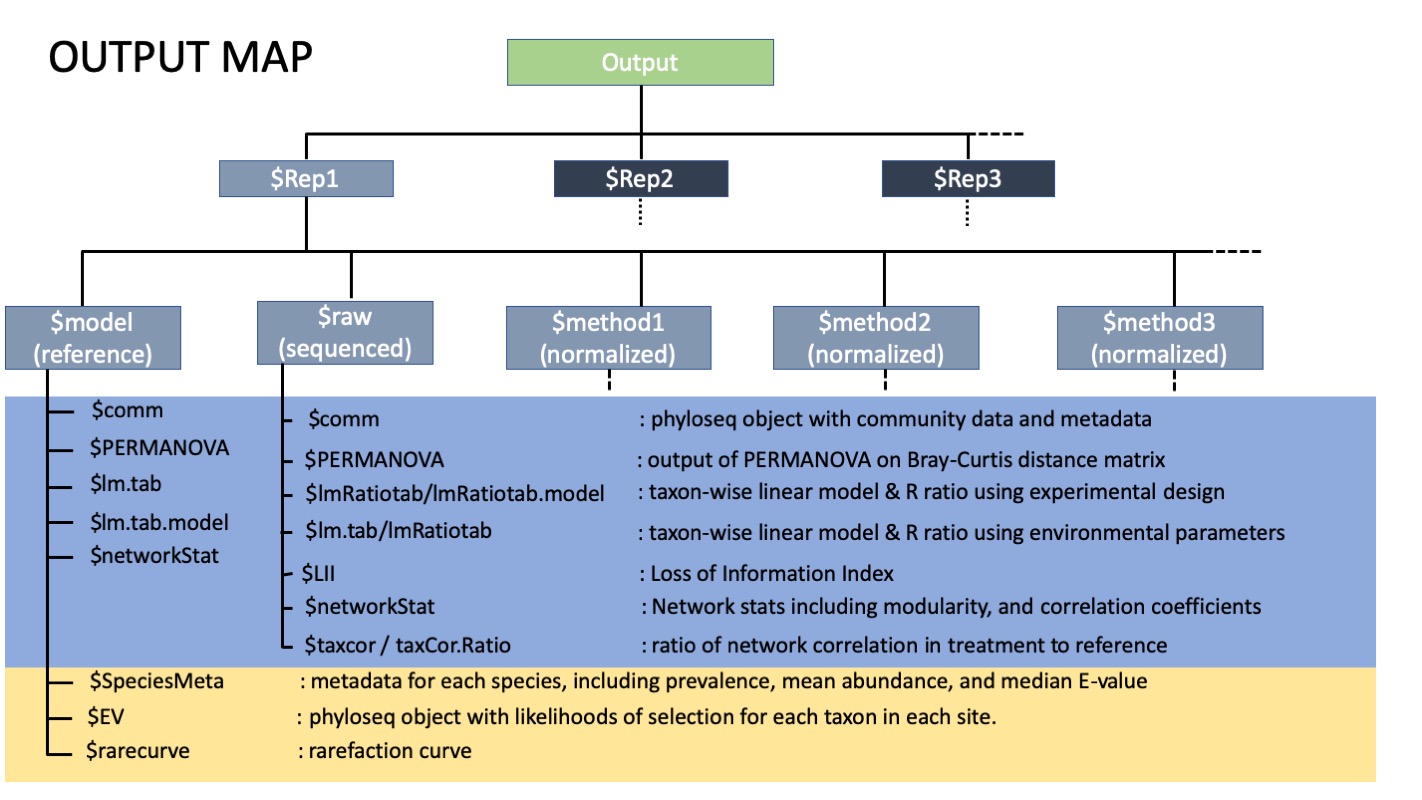 OUTPUT MAP
Output
$Rep1
$Rep2
$Rep3
$model
(reference)
$raw
(sequenced)
$method1
(normalized)
$method2
(normalized)
$method3
(normalized)
$comm
$PERMANOVA
$lm.tab
$lm.tab.model
$networkStat
$comm : phyloseq object with community data and metadata
$PERMANOVA : output of PERMANOVA on Bray-Curtis distance matrix
$lmRatiotab/lmRatiotab.model : taxon-wise linear model & R ratio using experimental design
$lm.tab/lmRatiotab : taxon-wise linear model & R ratio using environmental parameters
$LII : Loss of Information Index
$networkStat : Network stats including modularity, and correlation coefficients
$taxcor / taxCor.Ratio : ratio of network correlation in treatment to reference
$SpeciesMeta : metadata for each species, including prevalence, mean abundance, and median E-value
$EV : phyloseq object with likelihoods of selection for each taxon in each site.
$rarecurve : rarefaction curve